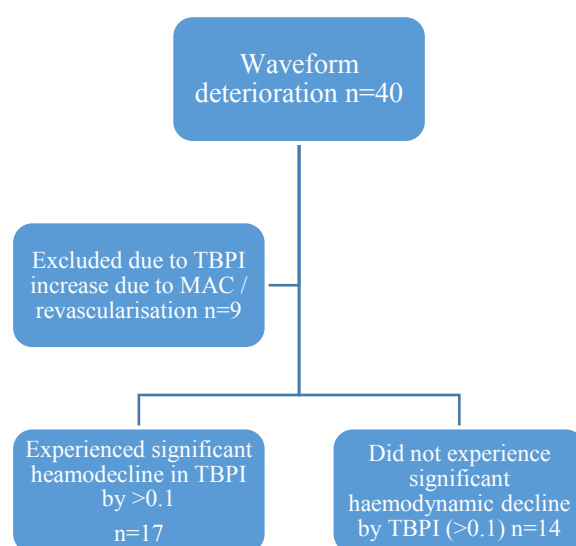 Waveform
deterioration n=40
Excluded due to TBPI
increase due to MAC /
revascularisation n=9
Experienced significant
heamodecline in TBPI
by >0.1
n=17
Did not experience
significant
haemodynamic decline
by TBPI (>0.1) n=14